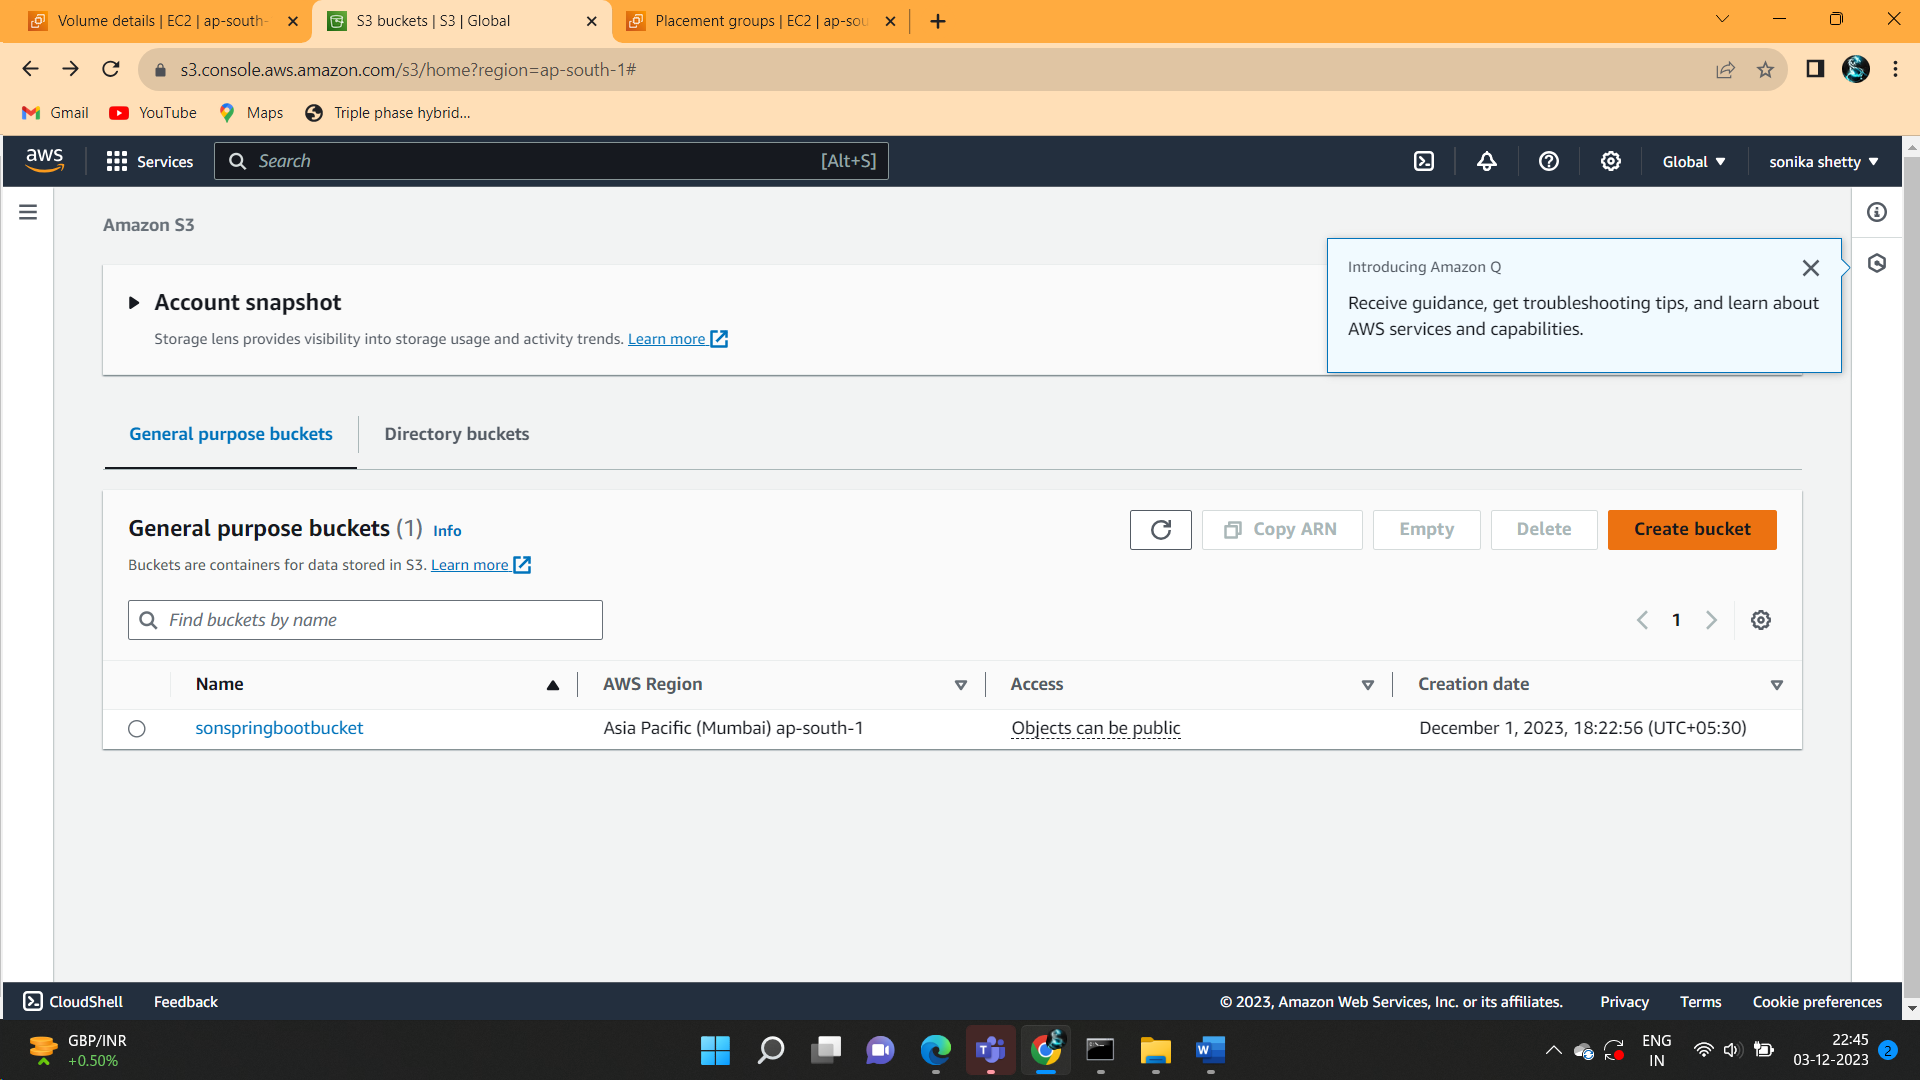 Volume details | EC2 | ap-south-
S3 buckets | S3 | Global
Placement groups | EC2 | ap-sou
s3.console.aws.amazon.com/s3/home?region=ap-south-1#
Gmail
YouTube
Maps
Triple phase hybrid...
aws
Services
Search
[Alt+S]
Global
sonika shetty
Amazon S3
Introducing Amazon Q
Receive guidance, get troubleshooting tips, and learn about
AWS services and capabilities.
Account snapshot
Storage lens provides visibility into storage usage and activity trends. Learn more
General purpose buckets
Directory buckets
General purpose buckets (1) Info
Copy ARN
Empty
Delete
Create bucket
Buckets are containers for data stored in S3. Learn more
Find buckets by name
1
Name
AWS Region
Access
Creation date
sonspringbootbucket
Asia Pacific (Mumbai) ap-south-1
Objects can be public
December 1, 2023, 18:22:56 (UTC+05:30)
CloudShell
Feedback
© 2023, Amazon Web Services, Inc. or its affiliates.
Privacy
Terms
Cookie preferences
GBP/INR
+0.50%
ENG
IN
22:45
03-12-2023
2